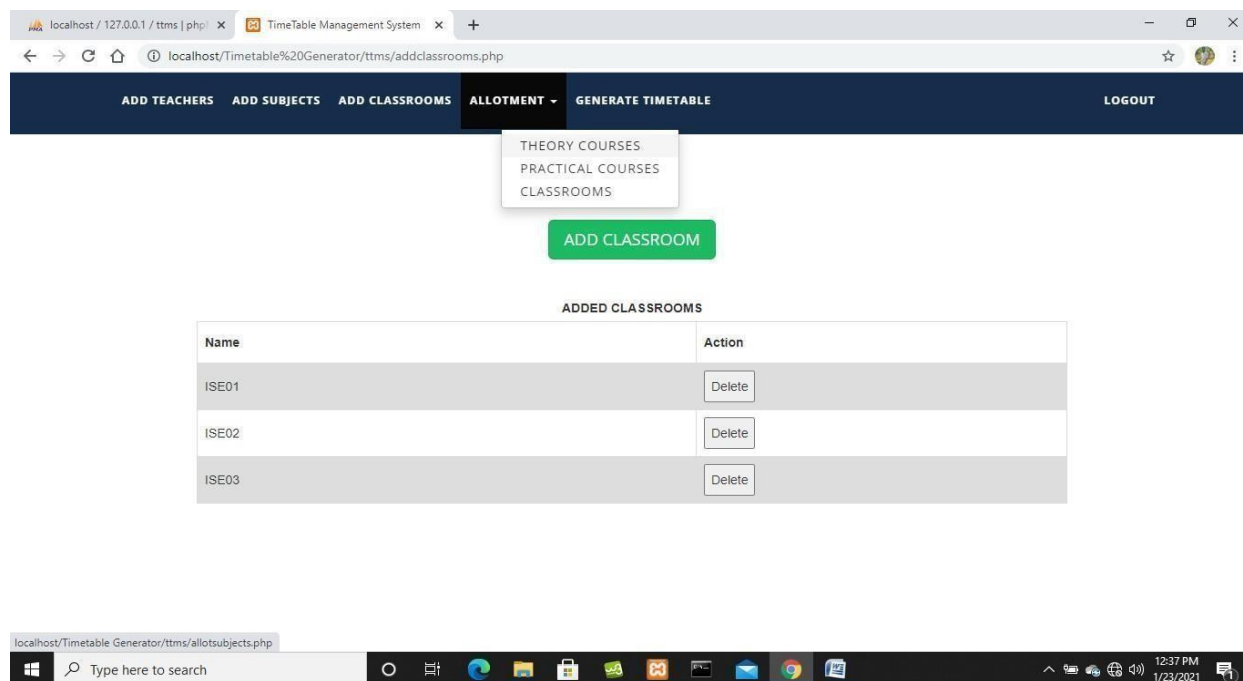 localhost / 127.0.0.1 / ttms | php
TimeTable Management System
localhost/Timetable%20Generator/ttms/addclassrooms.php
ADD TEACHERS ADD SUBJECTS ADD CLASSROOMS ALLOTMENT GENERATE TIMETABLE LOGOUT
THEORY COURSES
PRACTICAL COURSES
CLASSROOMS
ADD CLASSROOM
ADDED CLASSROOMS
Name Action
ISE01 Delete
ISE02 Delete
ISE03 Delete
localhost/Timetable Generator/ttms/allotsubjects.php
Type here to search
12:37 PM
1/23/2021